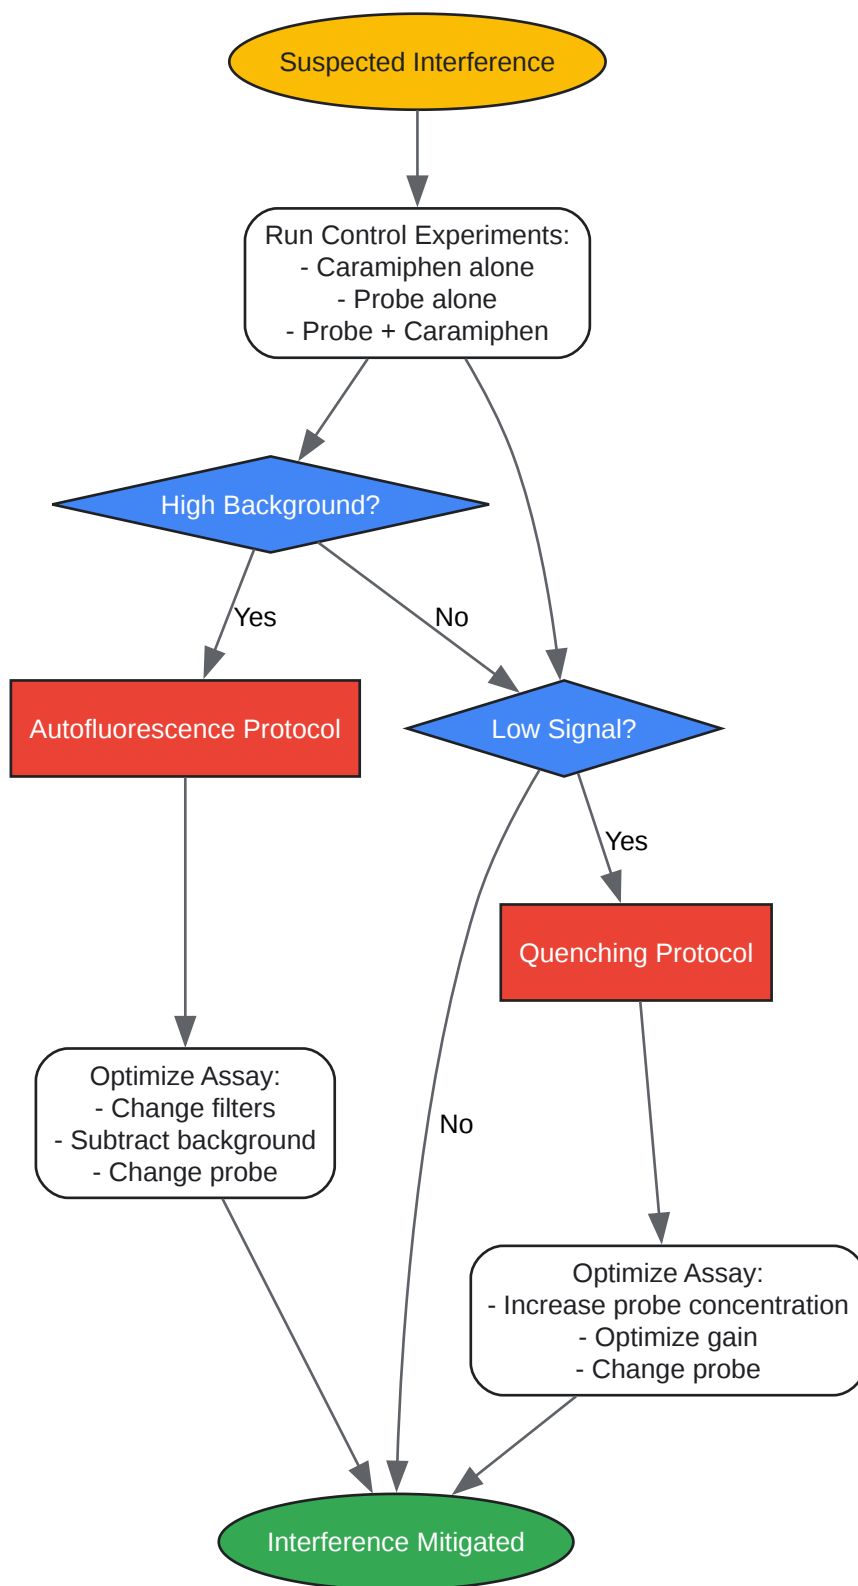 Suspected Interference
Run Control Experiments:
- Caramiphen alone
- Probe alone
- Probe + Caramiphen
High Background?
Yes
No
Autofluorescence Protocol
Low Signal?
Yes
Quenching Protocol
Optimize Assay:
- Change filters
- Subtract background
- Change probe
No
Optimize Assay:
- Increase probe concentration
- Optimize gain
- Change probe
Interference Mitigated